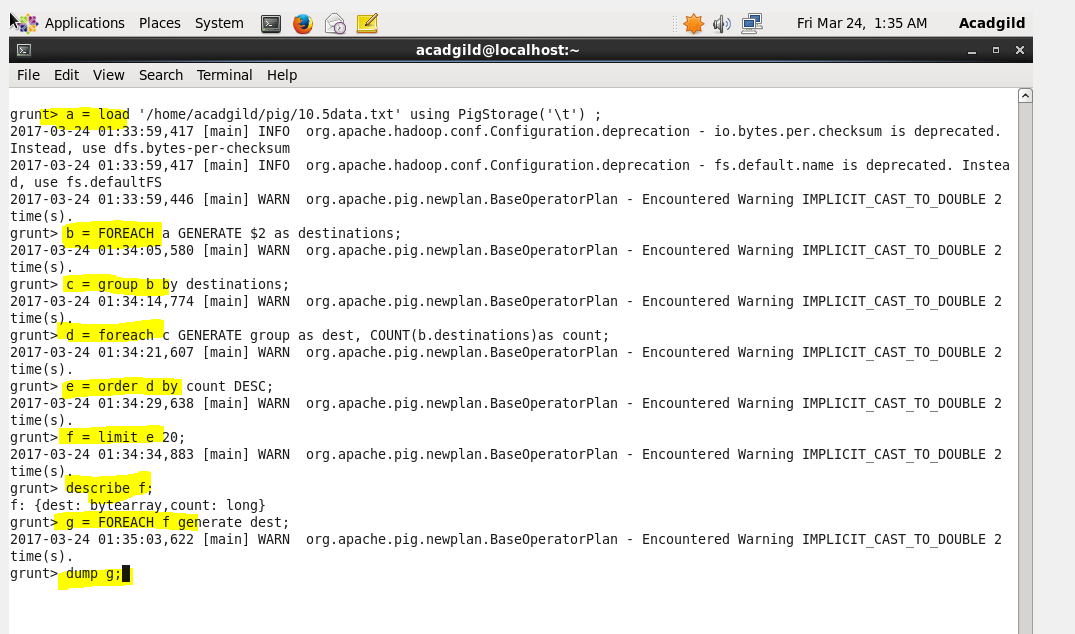 Applications Places System Fri Mar 24, 1:35 AM Acadgild
acadgild@localhost:~
File Edit View Search Terminal Help
grunt> a = load '/home/acadgild/pig/10.5data.txt' using PigStorage('\t') ;
2017-03-24 01:33:59,417 [main] INFO  org.apache.hadoop.conf.Configuration.deprecation - io.bytes.per.checksum is deprecated.
Instead, use dfs.bytes-per-checksum
2017-03-24 01:33:59,417 [main] INFO  org.apache.hadoop.conf.Configuration.deprecation - fs.default.name is deprecated. Instea
d, use fs.defaultFS
2017-03-24 01:33:59,446 [main] WARN  org.apache.pig.newplan.BaseOperatorPlan - Encountered Warning IMPLICIT_CAST_TO_DOUBLE 2
time(s).
grunt> b = FOREACH a GENERATE $2 as destinations;
2017-03-24 01:34:05,580 [main] WARN  org.apache.pig.newplan.BaseOperatorPlan - Encountered Warning IMPLICIT_CAST_TO_DOUBLE 2
time(s).
grunt> c = group b by destinations;
2017-03-24 01:34:14,774 [main] WARN  org.apache.pig.newplan.BaseOperatorPlan - Encountered Warning IMPLICIT_CAST_TO_DOUBLE 2
time(s).
grunt> d = foreach c GENERATE group as dest, COUNT(b.destinations)as count;
2017-03-24 01:34:21,607 [main] WARN  org.apache.pig.newplan.BaseOperatorPlan - Encountered Warning IMPLICIT_CAST_TO_DOUBLE 2
time(s).
grunt> e = order d by count DESC;
2017-03-24 01:34:29,638 [main] WARN  org.apache.pig.newplan.BaseOperatorPlan - Encountered Warning IMPLICIT_CAST_TO_DOUBLE 2
time(s).
grunt> f = limit e 20;
2017-03-24 01:34:34,883 [main] WARN  org.apache.pig.newplan.BaseOperatorPlan - Encountered Warning IMPLICIT_CAST_TO_DOUBLE 2
time(s).
grunt> describe f;
f: {dest: bytearray,count: long}
grunt> g = FOREACH f generate dest;
2017-03-24 01:35:03,622 [main] WARN  org.apache.pig.newplan.BaseOperatorPlan - Encountered Warning IMPLICIT_CAST_TO_DOUBLE 2
time(s).
grunt> dump g;